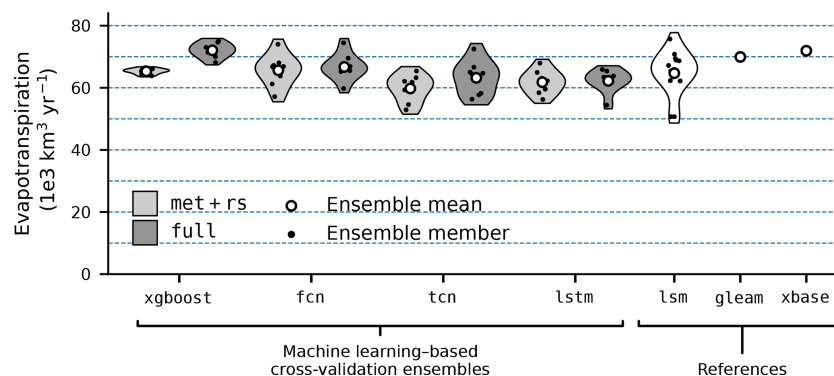 80
60
40
20
0
Evapotranspiration
(1e3 km³ yr⁻¹)
met+rs
full
Ensemble mean
Ensemble member
xgboost fcn tcn lstm lsm gleam xbase
Machine learning–based
cross-validation ensembles
References